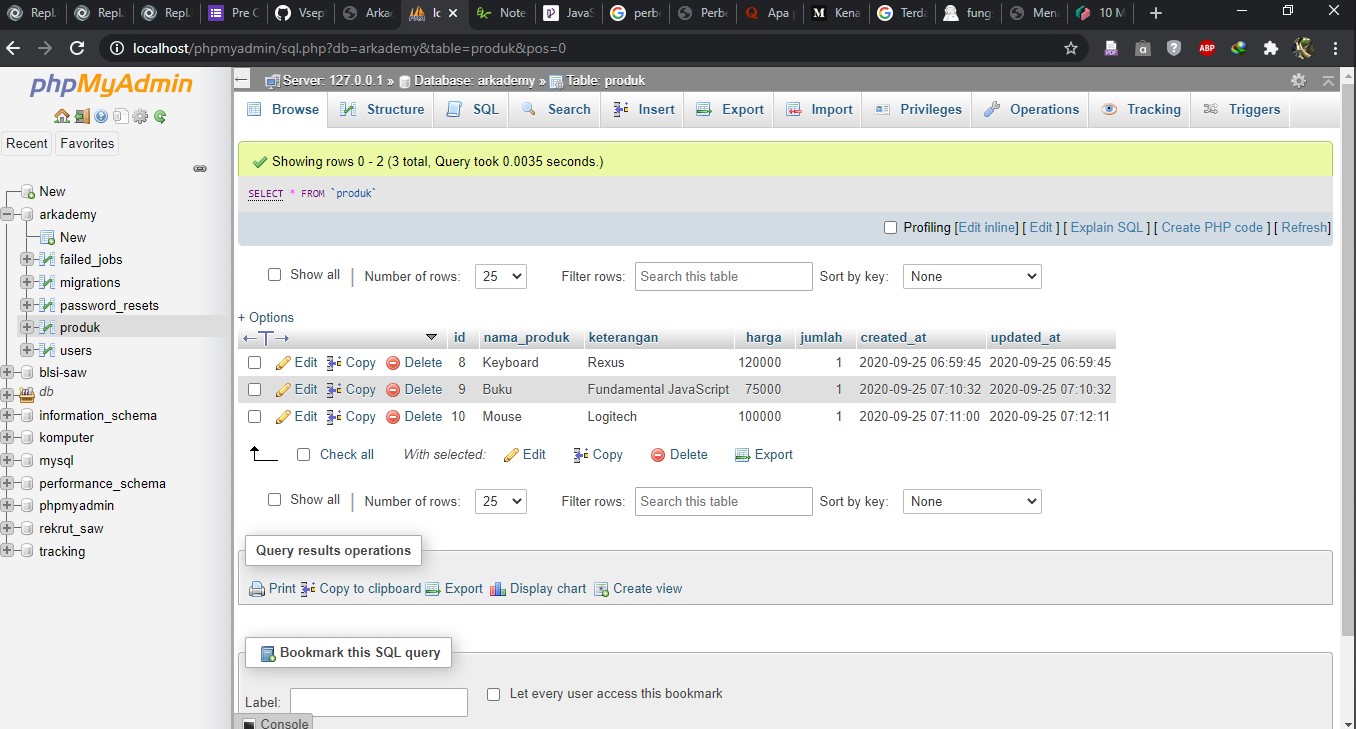 Repl Repl Repl Pre C Vsep Arka Ic Note JavaS perb Perb Apa Kena Terda fung Men 10 M
localhost/phpmyadmin/sql.php?db=arkademy&table=produk&pos=0
phpMyAdmin
Recent Favorites
New
arkademy
New
failed_jobs
migrations
password_resets
produk
users
blsi-saw
db
information_schema
komputer
mysql
performance_schema
phpmyadmin
rekrut_saw
tracking
Server: 127.0.0.1 » Database: arkademy » Table: produk
Browse Structure SQL Search Insert Export Import Privileges Operations Tracking Triggers
Showing rows 0 - 2 (3 total, Query took 0.0035 seconds.)
SELECT * FROM `produk`
Profiling [Edit inline] [ Edit ] [ Explain SQL ] [ Create PHP code ] [ Refresh]
Show all | Number of rows: 25 Filter rows: Search this table Sort by key: None
+ Options
←T→ id nama_produk keterangan harga jumlah created_at updated_at
Edit Copy Delete 8 Keyboard Rexus 120000 1 2020-09-25 06:59:45 2020-09-25 06:59:45
Edit Copy Delete 9 Buku Fundamental JavaScript 75000 1 2020-09-25 07:10:32 2020-09-25 07:10:32
Edit Copy Delete 10 Mouse Logitech 100000 1 2020-09-25 07:11:00 2020-09-25 07:12:11
Check all With selected: Edit Copy Delete Export
Show all | Number of rows: 25 Filter rows: Search this table Sort by key: None
Query results operations
Print Copy to clipboard Export Display chart Create view
Bookmark this SQL query
Label: Let every user access this bookmark
Console